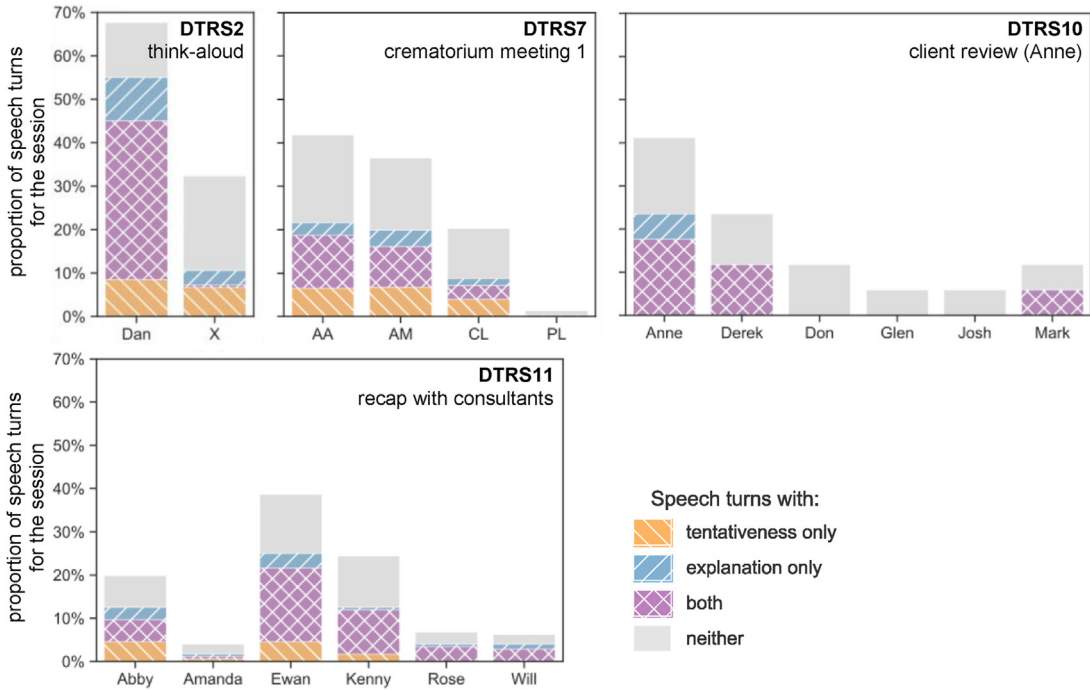 proportion of speech turns
for the session
70%
60%
50%
40%
30%
20%
10%
0%
DTRS2
think-aloud
Dan
X
DTRS7
crematorium meeting 1
AA
AM
CL
PL
DTRS10
client review (Anne)
Anne
Derek
Don
Glen
Josh
Mark
proportion of speech turns
for the session
70%
60%
50%
40%
30%
20%
10%
0%
DTRS11
recap with consultants
Abby
Amanda
Ewan
Kenny
Rose
Will
Speech turns with:
tentativeness only
explanation only
both
neither